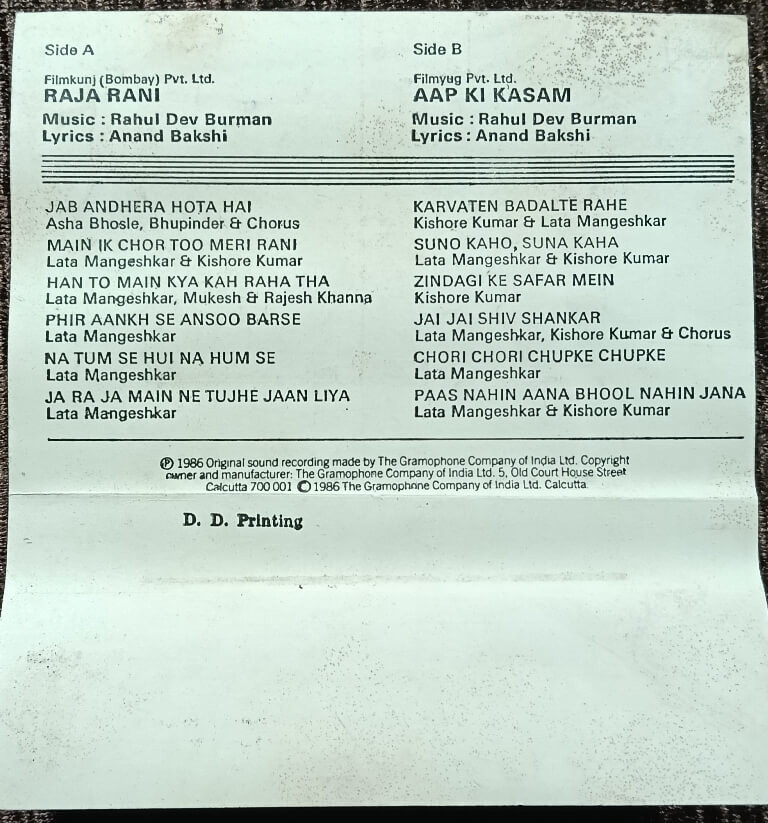 Side A
Filmkunj (Bombay) Pvt. Ltd.
RAJA RANI
Music : Rahul Dev Burman
Lyrics : Anand Bakshi
JAB ANDHERA HOTA HAI
Asha Bhosle, Bhupinder & Chorus
MAIN IK CHOR TOO MERI RANI
Lata Mangeshkar & Kishore Kumar
HAN TO MAIN KYA KAH RAHA THA
Lata Mangeshkar, Mukesh & Rajesh Khanna
PHIR AANKH SE ANSOO BARSE
Lata Mangeshkar
NA TUM SE HUI NA HUM SE
Lata Mangeshkar
JA RA JA MAIN NE TUJHE JAAN LIYA
Lata Mangeshkar
Side B
Filmyug Pvt. Ltd.
AAP KI KASAM
Music : Rahul Dev Burman
Lyrics : Anand Bakshi
KARVATEN BADALTE RAHE
Kishore Kumar & Lata Mangeshkar
SUNO KAHO, SUNA KAHA
Lata Mangeshkar & Kishore Kumar
ZINDAGI KE SAFAR MEIN
Kishore Kumar
JAI JAI SHIV SHANKAR
Lata Mangeshkar, Kishore Kumar & Chorus
CHORI CHORI CHUPKE CHUPKE
Lata Mangeshkar
PAAS NAHIN AANA BHOOL NAHIN JANA
Lata Mangeshkar & Kishore Kumar
℗ 1986 Original sound recording made by The Gramophone Company of India Ltd. Copyright
owner and manufacturer: The Gramophone Company of India Ltd. 5, Old Court House Street
Calcutta 700 001 © 1986 The Gramophone Company of India Ltd. Calcutta.
D. D. Printing